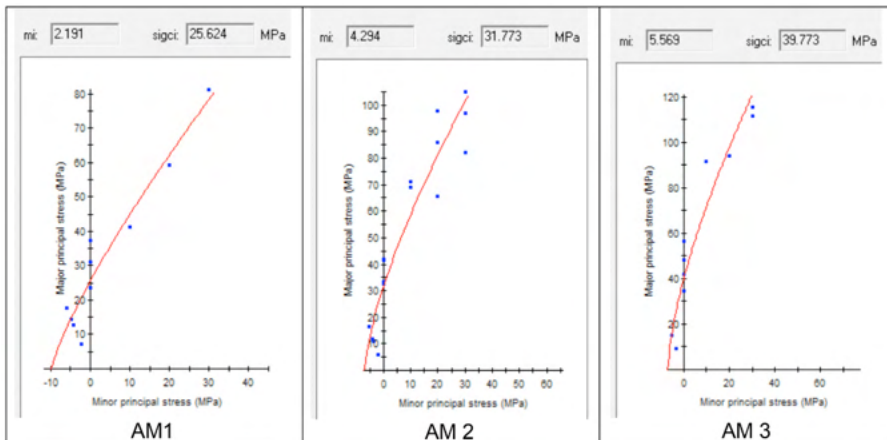 mi: 2.191 sigci: 25.624 MPa
80
70
60
50
40
30
20
10
-10 0 10 20 30 40
Major principal stress (MPa)
Minor principal stress (MPa)
AM1
mi: 4.294 sigci: 31.773 MPa
100
90
80
70
60
50
40
30
20
10
0 10 20 30 40 50 60
Major principal stress (MPa)
Minor principal stress (MPa)
AM 2
mi: 5.569 sigci: 39.773 MPa
120
100
80
60
40
20
0 20 40 60
Major principal stress (MPa)
Minor principal stress (MPa)
AM 3